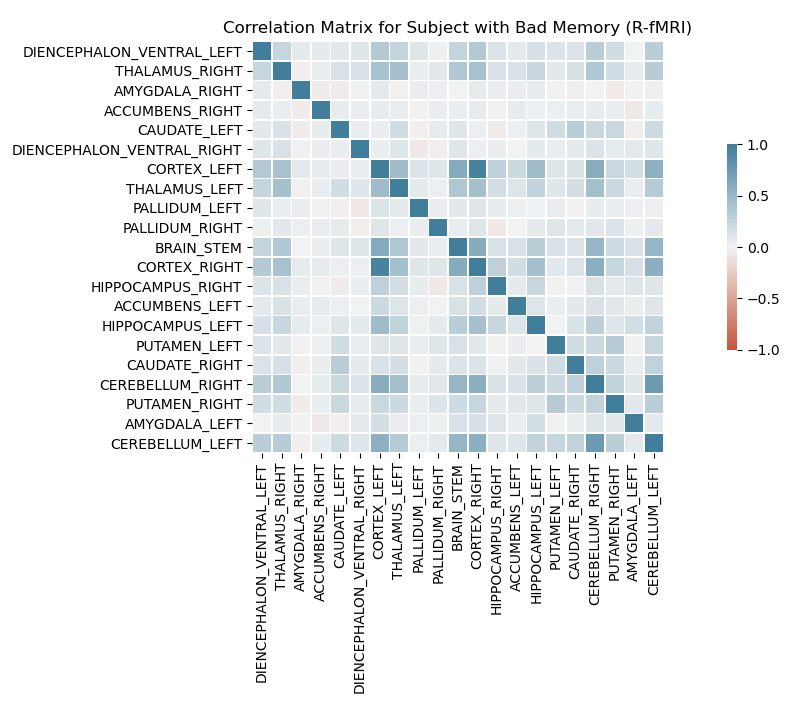 Correlation Matrix for Subject with Bad Memory (R-fMRI)
DIENCEPHALON_VENTRAL_LEFT
THALAMUS_RIGHT
AMYGDALA_RIGHT
ACCUMBENS_RIGHT
CAUDATE_LEFT
DIENCEPHALON_VENTRAL_RIGHT
CORTEX_LEFT
THALAMUS_LEFT
PALLIDUM_LEFT
PALLIDUM_RIGHT
BRAIN_STEM
CORTEX_RIGHT
HIPPOCAMPUS_RIGHT
ACCUMBENS_LEFT
HIPPOCAMPUS_LEFT
PUTAMEN_LEFT
CAUDATE_RIGHT
CEREBELLUM_RIGHT
PUTAMEN_RIGHT
AMYGDALA_LEFT
CEREBELLUM_LEFT
DIENCEPHALON_VENTRAL_LEFT
THALAMUS_RIGHT
AMYGDALA_RIGHT
ACCUMBENS_RIGHT
CAUDATE_LEFT
DIENCEPHALON_VENTRAL_RIGHT
CORTEX_LEFT
THALAMUS_LEFT
PALLIDUM_LEFT
PALLIDUM_RIGHT
BRAIN_STEM
CORTEX_RIGHT
HIPPOCAMPUS_RIGHT
ACCUMBENS_LEFT
HIPPOCAMPUS_LEFT
PUTAMEN_LEFT
CAUDATE_RIGHT
CEREBELLUM_RIGHT
PUTAMEN_RIGHT
AMYGDALA_LEFT
CEREBELLUM_LEFT
1.0
0.5
0.0
−0.5
−1.0